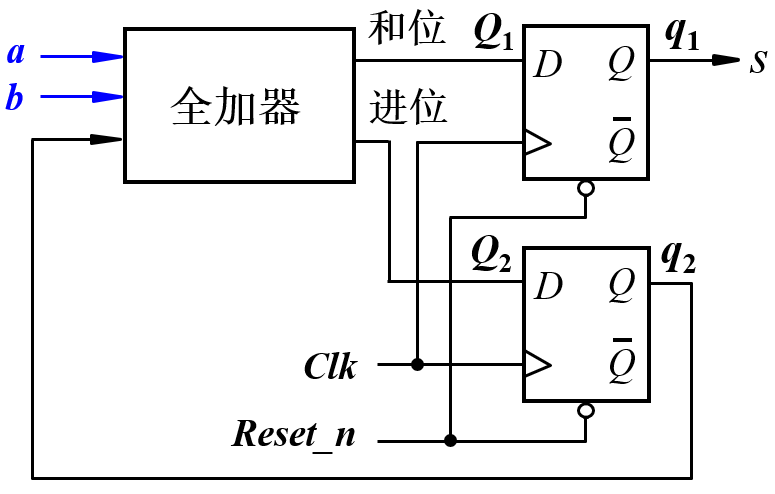 和位 Q₁ q₁
a D Q S
b 全加器 进位 Q̅
Q₂ q₂
D Q
Clk Q̅
Reset_n